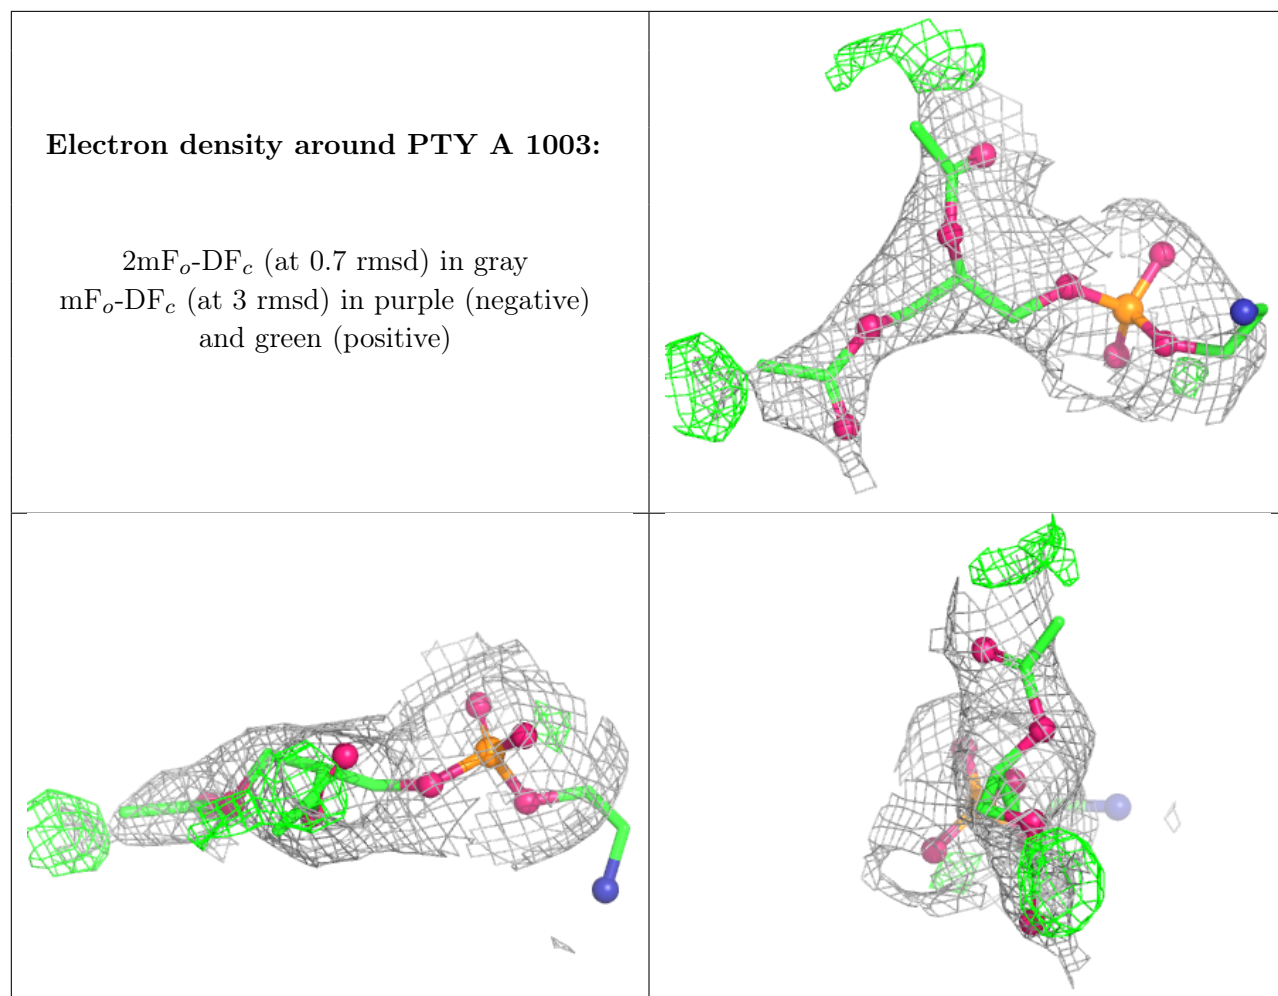 Electron density around PTY A 1003:
2mFo-DFc (at 0.7 rmsd) in gray
mFo-DFc (at 3 rmsd) in purple (negative)
and green (positive)